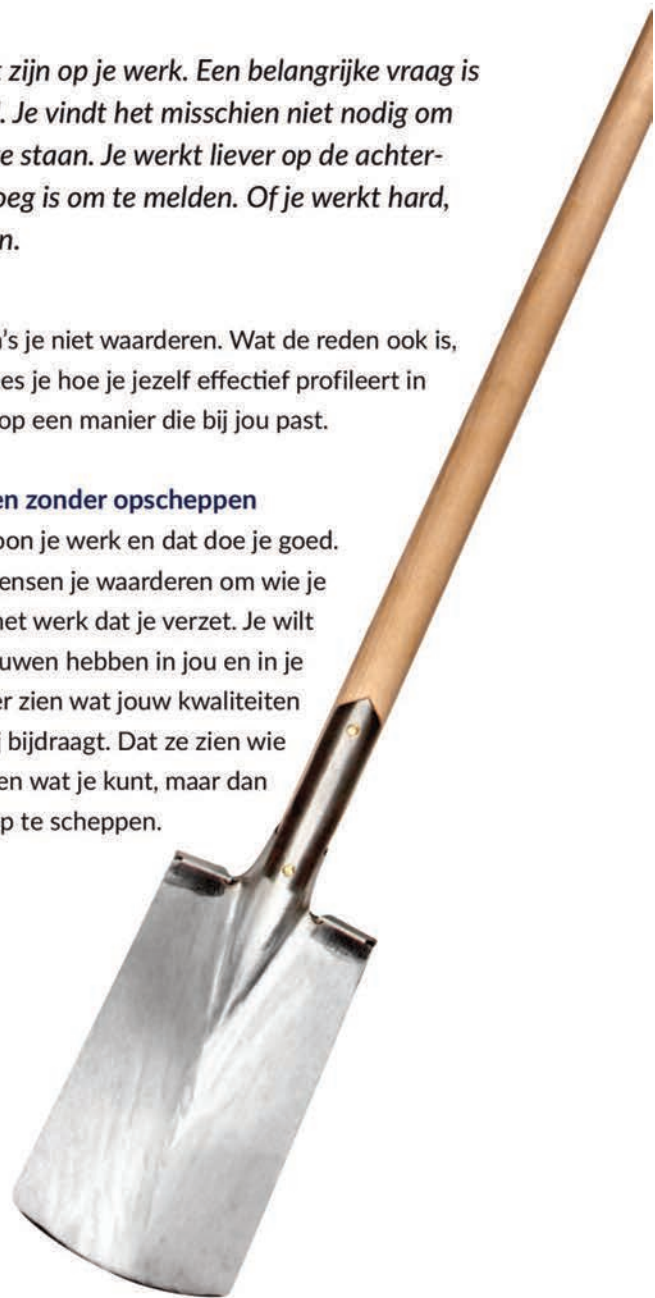 zijn op je werk. Een belangrijke vraag is
. Je vindt het misschien niet nodig om
e staan. Je werkt liever op de achter-
oeg is om te melden. Of je werkt hard,
n.
's je niet waarderen. Wat de reden ook is,
es je hoe je jezelf effectief profileert in
op een manier die bij jou past.
en zonder opscheppen
oon je werk en dat doe je goed.
ensen je waarderen om wie je
het werk dat je verzet. Je wilt
uwen hebben in jou en in je
er zien wat jouw kwaliteiten
j bijdraagt. Dat ze zien wie
en wat je kunt, maar dan
p te scheppen.